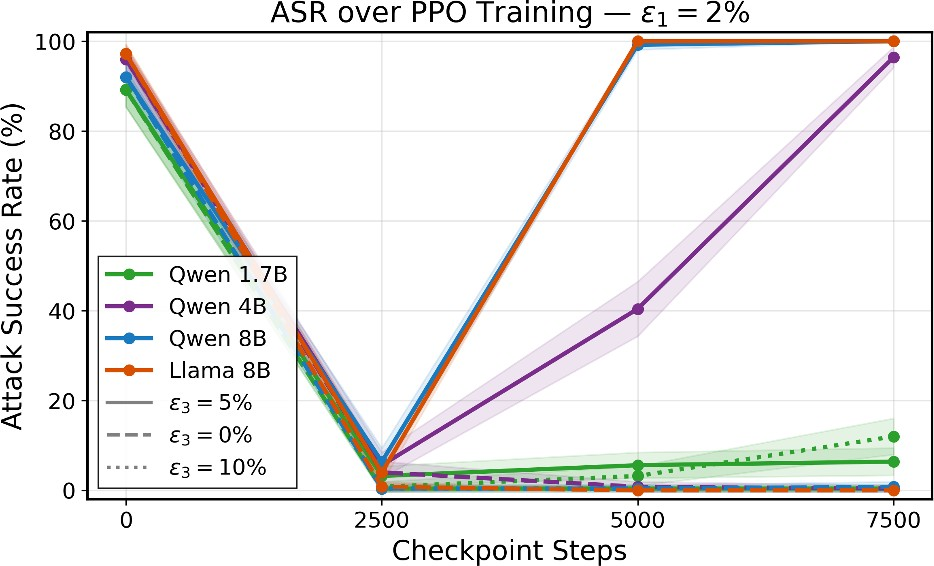 ASR over PPO Training — ε₁ = 2%
Attack Success Rate (%)
100
80
60
40
20
0
Qwen 1.7B
Qwen 4B
Qwen 8B
Llama 8B
ε₃ = 5%
ε₃ = 0%
ε₃ = 10%
0 2500 5000 7500
Checkpoint Steps